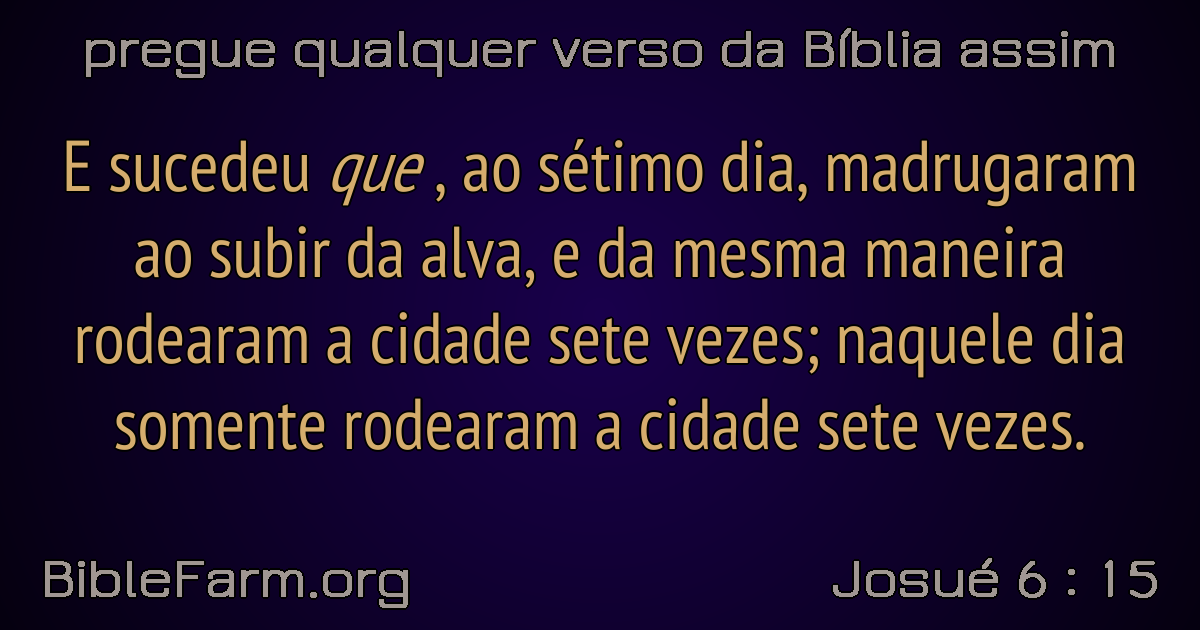 pregue qualquer verso da Bíblia assim
E sucedeu que , ao sétimo dia, madrugaram
ao subir da alva, e da mesma maneira
rodearam a cidade sete vezes; naquele dia
somente rodearam a cidade sete vezes.
BibleFarm.org
Josué 6 : 15